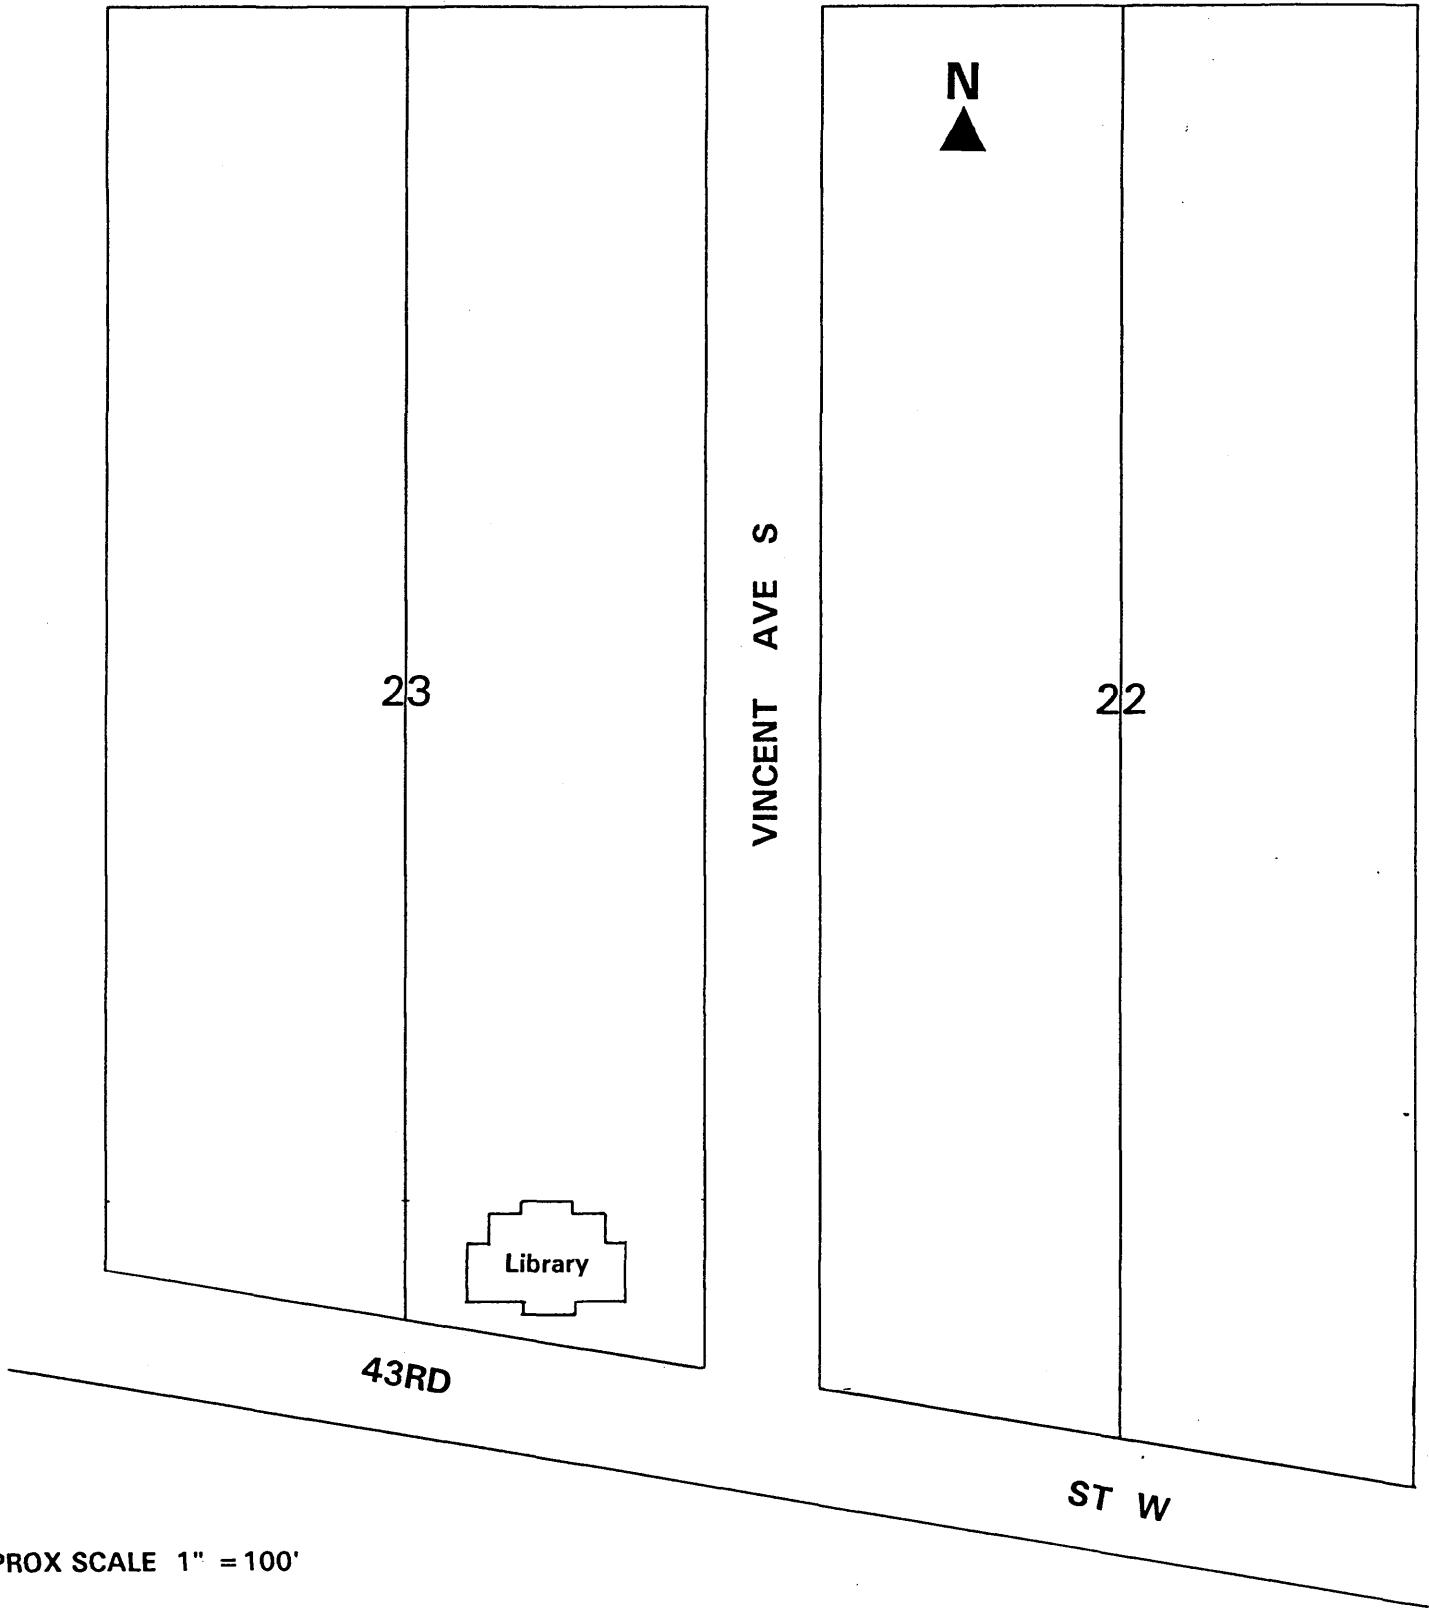 N
VINCENT AVE S
23
22
Library
43RD
ST W
PROX SCALE 1" = 100'